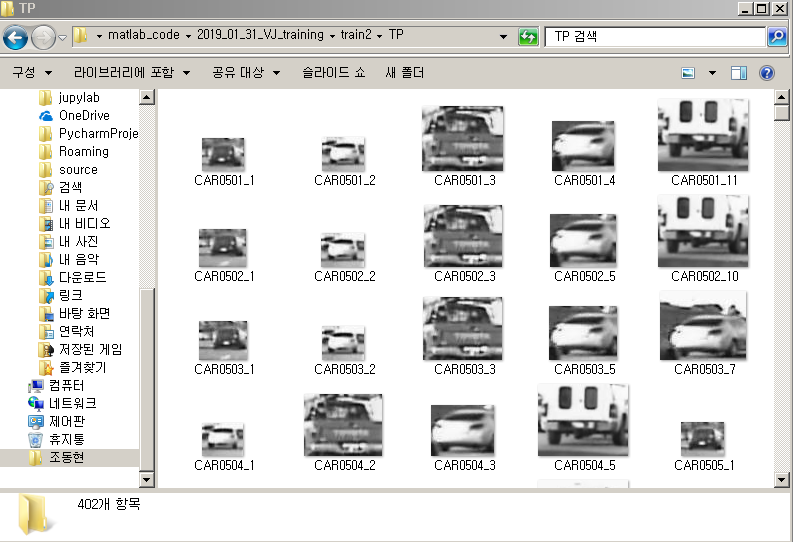 TP
matlab_code 2019_01_31_VJ_training train2 TP
TP 검색
구성 라이브러리에 포함 공유 대상 슬라이드 쇼 새 폴더
jupylab
OneDrive
PycharmProje
Roaming
source
검색
내 문서
내 비디오
내 사진
내 음악
다운로드
링크
바탕 화면
연락처
저장된 게임
즐겨찾기
컴퓨터
네트워크
제어판
휴지통
조동현
CAR0501_1 CAR0501_2 CAR0501_3 CAR0501_4 CAR0501_11
CAR0502_1 CAR0502_2 CAR0502_3 CAR0502_5 CAR0502_10
CAR0503_1 CAR0503_2 CAR0503_3 CAR0503_5 CAR0503_7
CAR0504_1 CAR0504_2 CAR0504_3 CAR0504_5 CAR0505_1
402개 항목